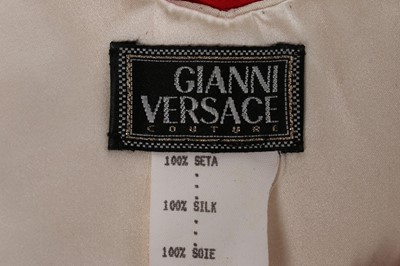 GIANNI
VERSACE
COUTURE
100% SETA
.
.
100% SILK
.
.
100% SOIE